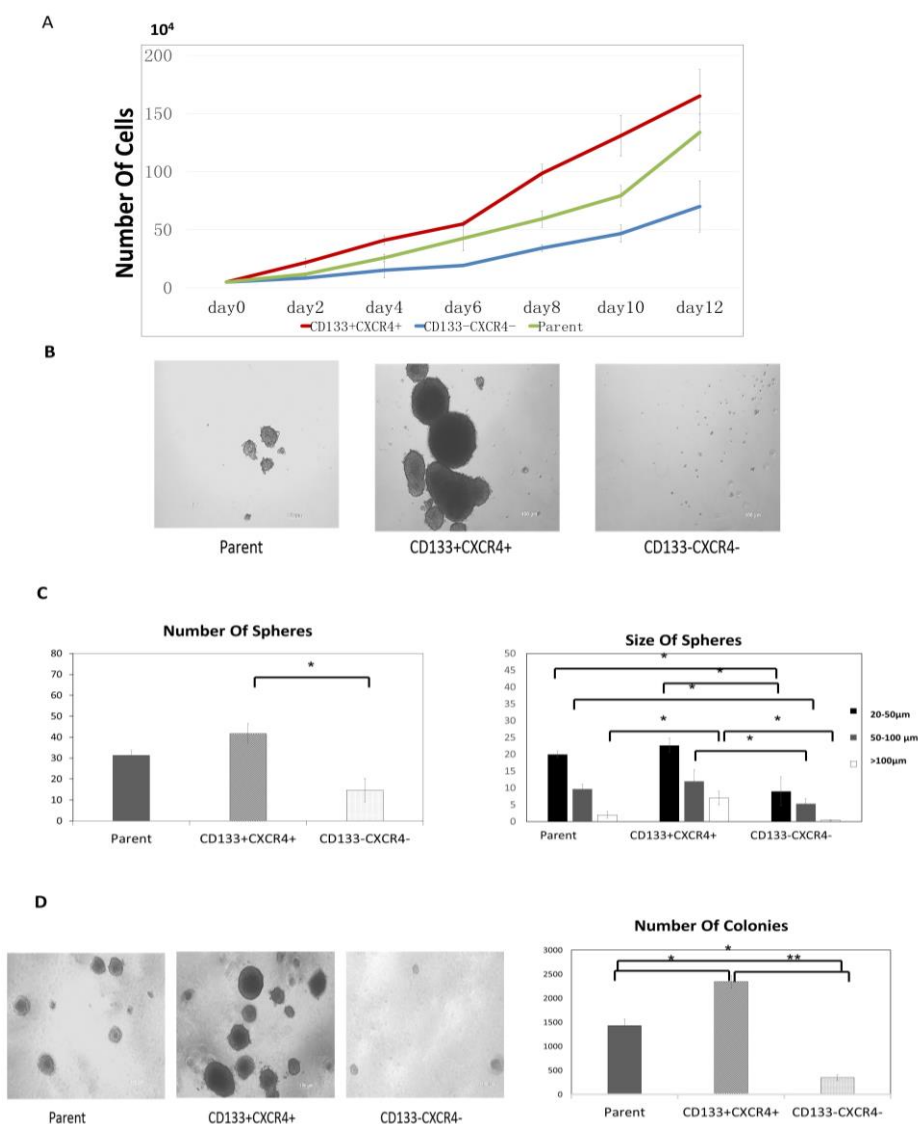 A
10⁴
Number Of Cells
200
150
100
50
0
day0 day2 day4 day6 day8 day10 day12
CD133+CXCR4+ CD133-CXCR4- Parent
B
Parent CD133+CXCR4+ CD133-CXCR4-
C
Number Of Spheres
80
70
60
50
40
30
20
10
0
*
Parent CD133+CXCR4+ CD133-CXCR4-
Size Of Spheres
50
45
40
35
30
25
20
15
10
5
0
*
*
*
* *
*
20-50μm
50-100 μm
>100μm
Parent CD133+CXCR4+ CD133-CXCR4-
D
Parent CD133+CXCR4+ CD133-CXCR4-
Number Of Colonies
3000
2500
2000
1500
1000
500
0
*
* **
Parent CD133+CXCR4+ CD133-CXCR4-